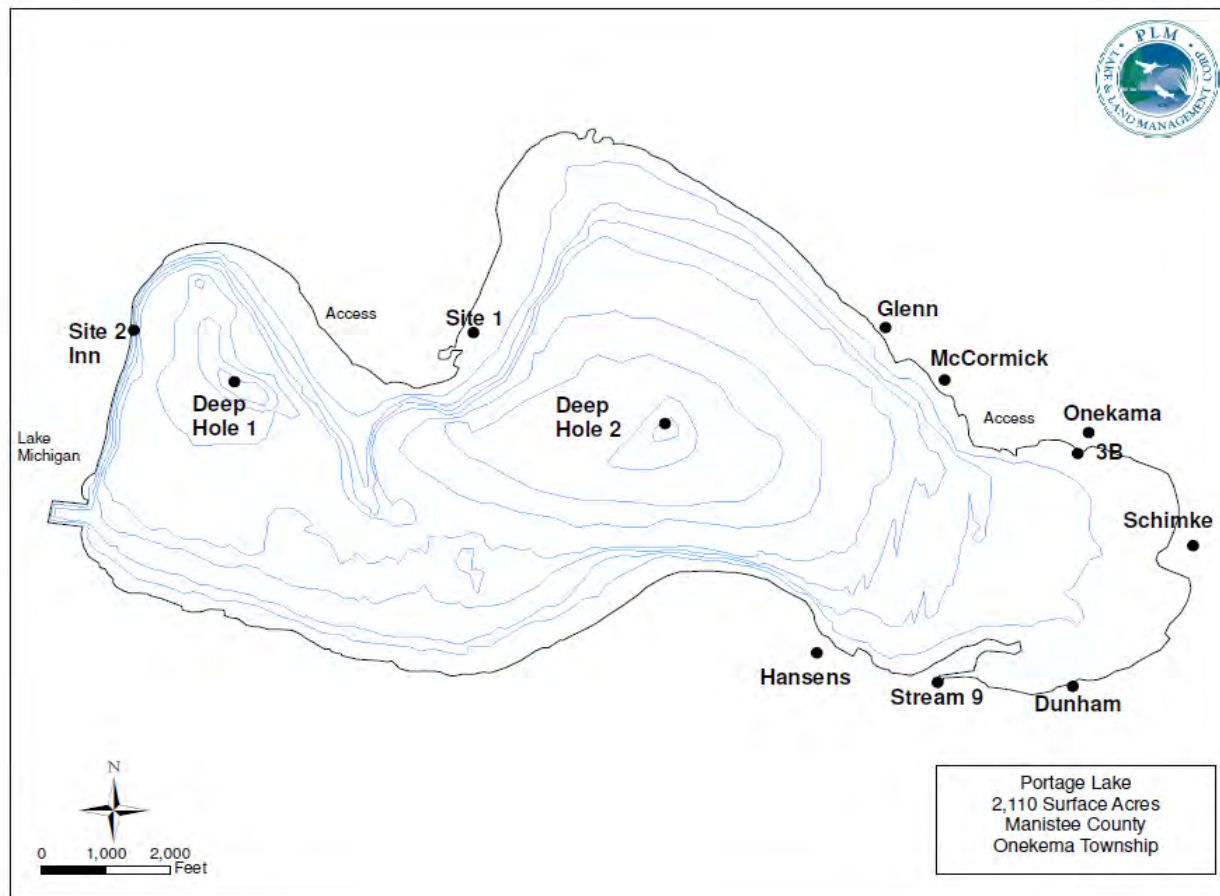 PLM
LAKE & LAND MANAGEMENT CORP
Glenn
Access
Site 1
Site 2
Inn
McCormick
Deep
Hole 1
Deep
Hole 2
Access
Onekama
3B
Lake
Michigan
Schimke
Hansens
Stream 9
Dunham
N
0 1,000 2,000
Feet
Portage Lake
2,110 Surface Acres
Manistee County
Onekema Township